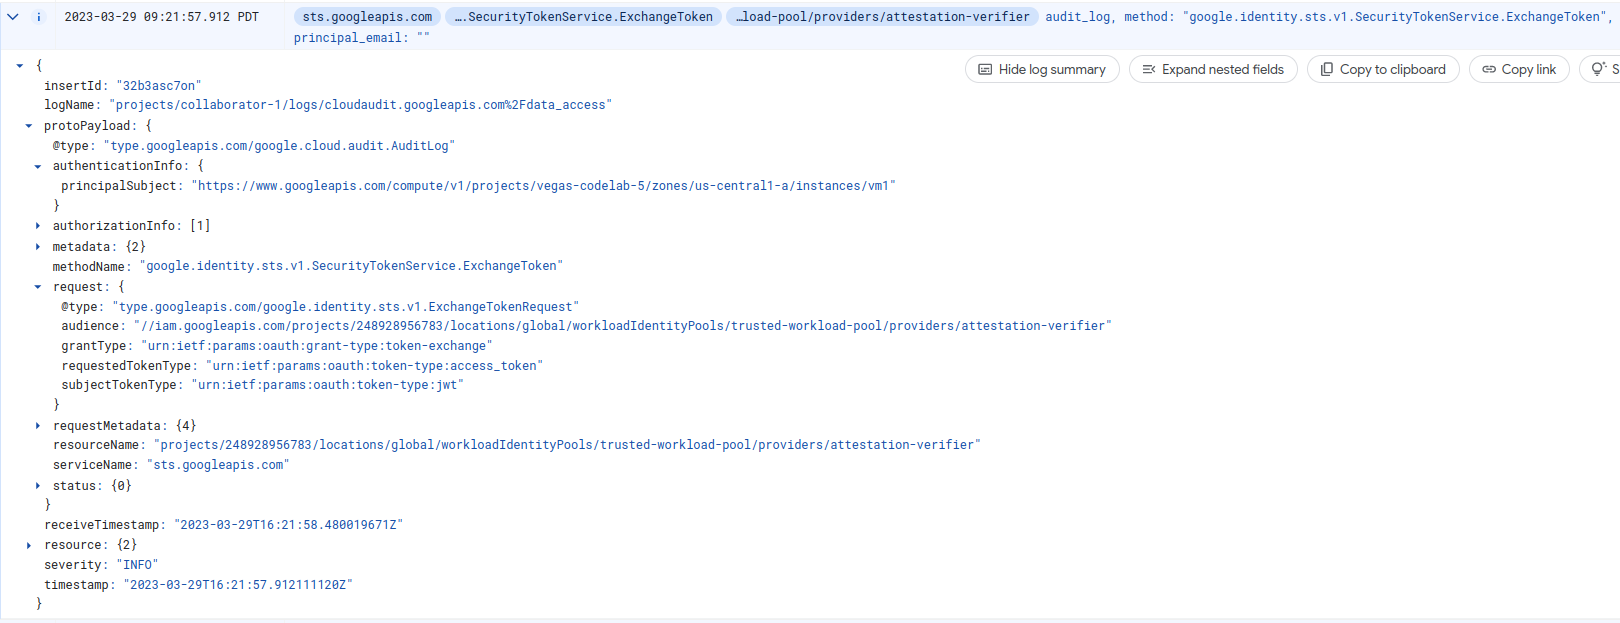 2023-03-29 09:21:57.912 PDT sts.googleapis.com ….SecurityTokenService.ExchangeToken …load-pool/providers/attestation-verifier audit_log, method: "google.identity.sts.v1.SecurityTokenService.ExchangeToken",
principal_email: ""
{
Hide log summary Expand nested fields Copy to clipboard Copy link S
insertId: "32b3asc7on"
logName: "projects/collaborator-1/logs/cloudaudit.googleapis.com%2Fdata_access"
protoPayload: {
@type: "type.googleapis.com/google.cloud.audit.AuditLog"
authenticationInfo: {
principalSubject: "https://www.googleapis.com/compute/v1/projects/vegas-codelab-5/zones/us-central1-a/instances/vm1"
}
authorizationInfo: [1]
metadata: {2}
methodName: "google.identity.sts.v1.SecurityTokenService.ExchangeToken"
request: {
@type: "type.googleapis.com/google.identity.sts.v1.ExchangeTokenRequest"
audience: "//iam.googleapis.com/projects/248928956783/locations/global/workloadIdentityPools/trusted-workload-pool/providers/attestation-verifier"
grantType: "urn:ietf:params:oauth:grant-type:token-exchange"
requestedTokenType: "urn:ietf:params:oauth:token-type:access_token"
subjectTokenType: "urn:ietf:params:oauth:token-type:jwt"
}
requestMetadata: {4}
resourceName: "projects/248928956783/locations/global/workloadIdentityPools/trusted-workload-pool/providers/attestation-verifier"
serviceName: "sts.googleapis.com"
status: {0}
}
receiveTimestamp: "2023-03-29T16:21:58.480019671Z"
resource: {2}
severity: "INFO"
timestamp: "2023-03-29T16:21:57.912111120Z"
}